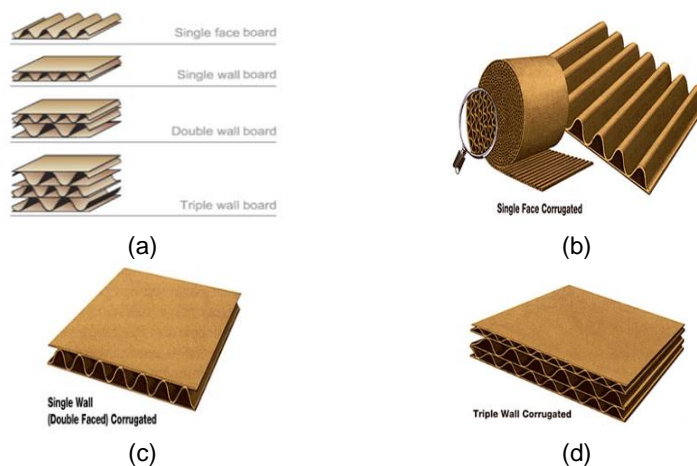 Single face board
Single wall board
Double wall board
Triple wall board
(a)
Single Face Corrugated
(b)
Single Wall
(Double Faced) Corrugated
(c)
Triple Wall Corrugated
(d)